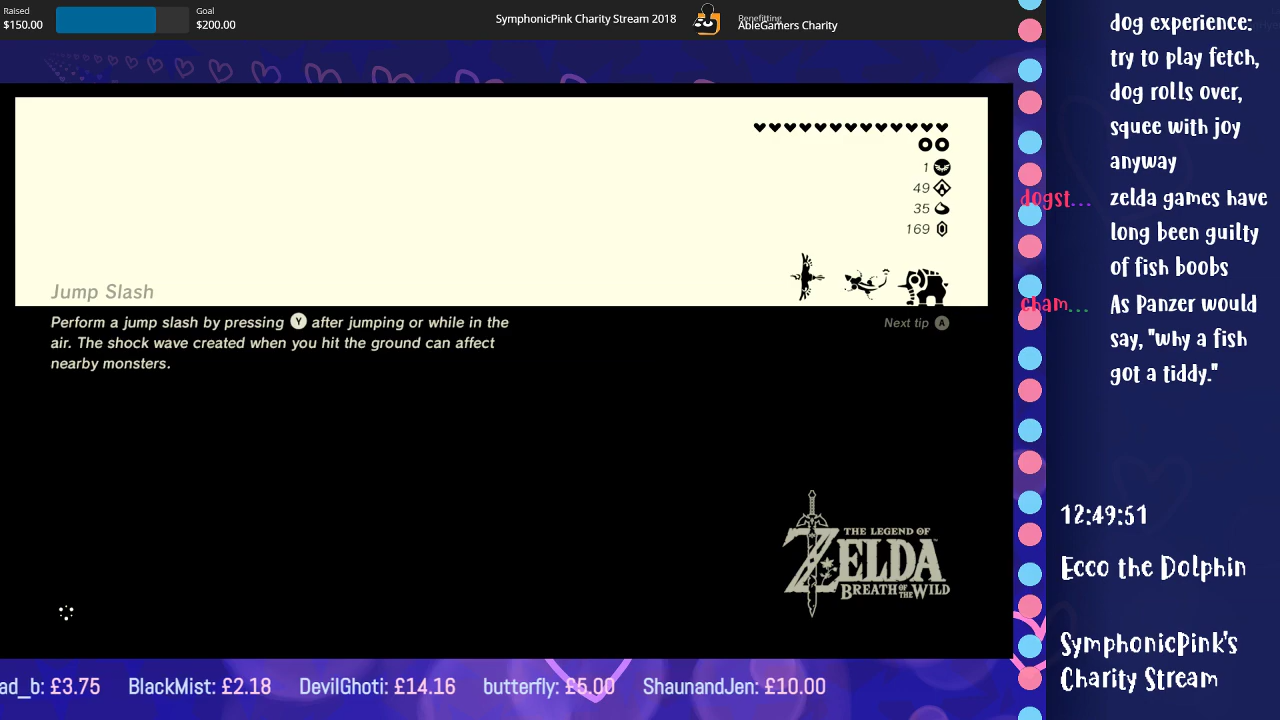 Raised
$150.00
Goal
$200.00
SymphonicPink Charity Stream 2018
Benefitting
AbleGamers Charity
1
49
35
169
Jump Slash
Perform a jump slash by pressing Y after jumping or while in the
air. The shock wave created when you hit the ground can affect
nearby monsters.
Next tip A
THE LEGEND OF
ZELDA
BREATH OF THE WILD
dog experience:
try to play fetch,
dog rolls over,
squee with joy
anyway
dogst... zelda games have
long been guilty
of fish boobs
cham... As Panzer would
say, "why a fish
got a tiddy."
12:49:51
Ecco the Dolphin
SymphonicPink's
Charity Stream
ad_b: £3.75 BlackMist: £2.18 DevilGhoti: £14.16 butterfly: £5.00 ShaunandJen: £10.00